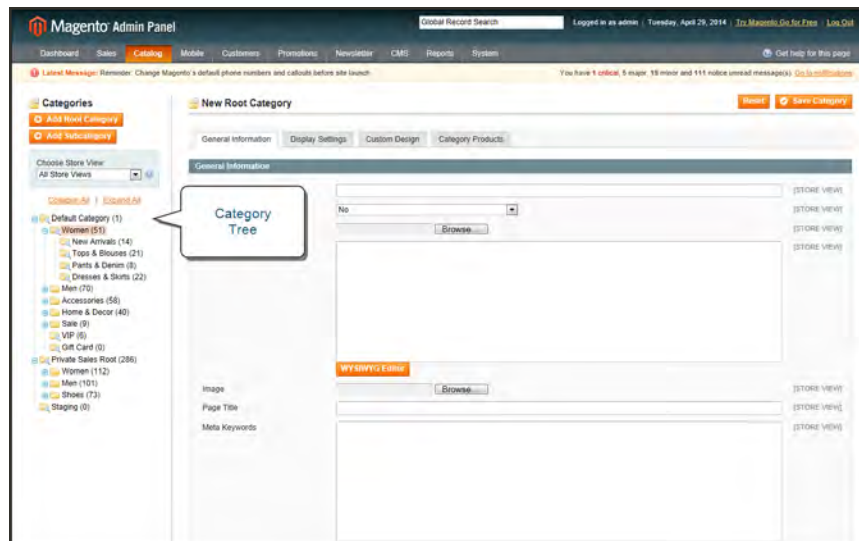 Magento Admin Panel
Global Record Search
Logged in as admin | Tuesday, April 29, 2014 | Try Magento Go for Free | Log Out
Dashboard Sales Catalog Mobile Customers Promotions Newsletter CMS Reports System
Get help for this page
Latest Message: Reminder: Change Magento's default phone numbers and callouts before site launch
You have 1 critical, 5 major, 19 minor and 111 notice unread message(s). Go to notifications
Categories
Add Root Category
Add Subcategory
Choose Store View:
All Store Views
Collapse All | Expand All
Default Category (1)
Women (51)
New Arrivals (14)
Tops & Blouses (21)
Pants & Denim (8)
Dresses & Skirts (22)
Men (70)
Accessories (58)
Home & Decor (40)
Sale (9)
VIP (6)
Gift Card (0)
Private Sales Root (286)
Women (112)
Men (101)
Shoes (73)
Staging (0)
New Root Category
Reset
Save Category
General Information Display Settings Custom Design Category Products
General Information
[STORE VIEW]
No
[STORE VIEW]
Category
Tree
Browse...
[STORE VIEW]
[STORE VIEW]
WYSIWYG Editor
Image
Browse...
[STORE VIEW]
Page Title
[STORE VIEW]
Meta Keywords
[STORE VIEW]